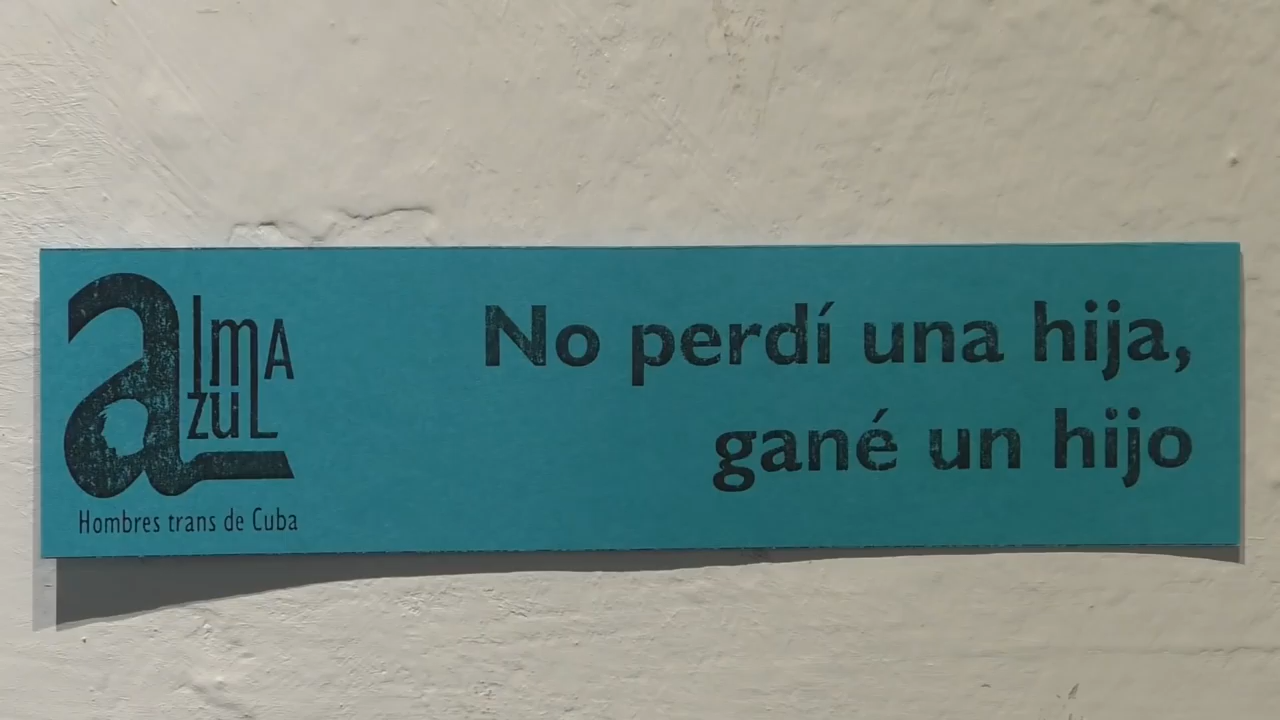 alma
azul
Hombres trans de Cuba
No perdí una hija,
gané un hijo